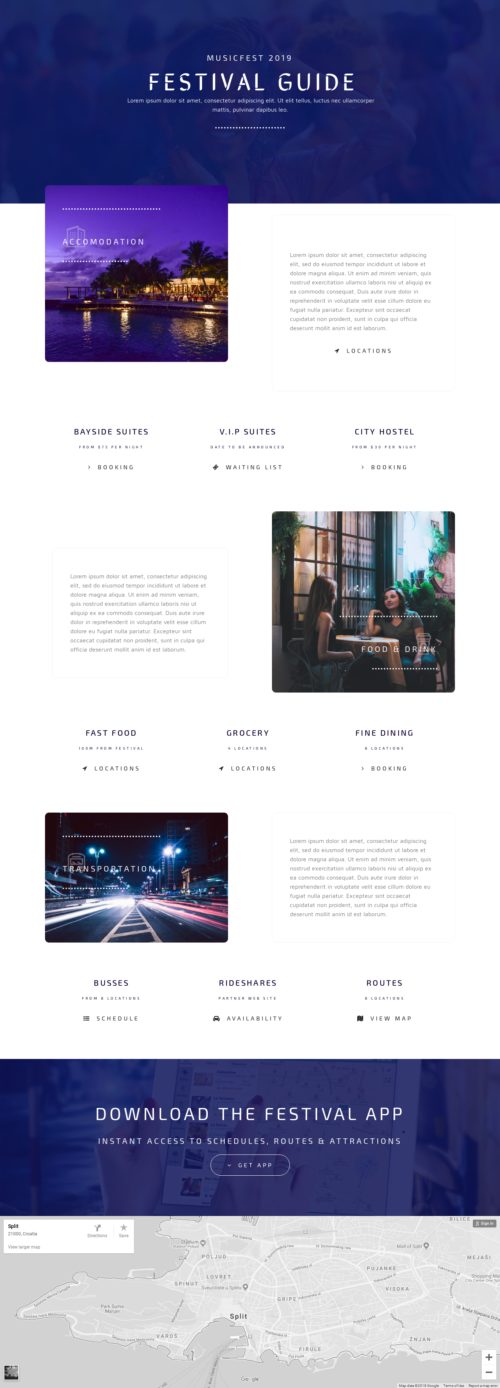 MUSICFEST 2019
FESTIVAL GUIDE
Lorem ipsum dolor sit amet, consectetur adipiscing elit. Ut elit tellus, luctus nec ullamcorper
mattis, pulvinar dapibus leo.
ACCOMODATION
Lorem ipsum dolor sit amet, consectetur adipiscing
elit, sed do eiusmod tempor incididunt ut labore et
dolore magna aliqua. Ut enim ad minim veniam, quis
nostrud exercitation ullamco laboris nisi ut aliquip ex
ea commodo consequat. Duis aute irure dolor in
reprehenderit in voluptate velit esse cillum dolore eu
fugiat nulla pariatur. Excepteur sint occaecat
cupidatat non proident, sunt in culpa qui officia
deserunt mollit anim id est laborum.
LOCATIONS
BAYSIDE SUITES
FROM $75 PER NIGHT
BOOKING
V.I.P SUITES
DATE TO BE ANNOUNCED
WAITING LIST
CITY HOSTEL
FROM $30 PER NIGHT
BOOKING
Lorem ipsum dolor sit amet, consectetur adipiscing
elit, sed do eiusmod tempor incididunt ut labore et
dolore magna aliqua. Ut enim ad minim veniam,
quis nostrud exercitation ullamco laboris nisi ut
aliquip ex ea commodo consequat. Duis aute irure
dolor in reprehenderit in voluptate velit esse cillum
dolore eu fugiat nulla pariatur. Excepteur sint
occaecat cupidatat non proident, sunt in culpa qui
officia deserunt mollit anim id est laborum.
FOOD & DRINK
FAST FOOD
100M FROM FESTIVAL
LOCATIONS
GROCERY
LOCATIONS
LOCATIONS
FINE DINING
LOCATIONS
BOOKING
TRANSPORTATION
Lorem ipsum dolor sit amet, consectetur adipiscing
elit, sed do eiusmod tempor incididunt ut labore et
dolore magna aliqua. Ut enim ad minim veniam,
quis nostrud exercitation ullamco laboris nisi ut
aliquip ex ea commodo consequat. Duis aute irure
dolor in reprehenderit in voluptate velit esse cillum
dolore eu fugiat nulla pariatur. Excepteur sint occaecat
cupidatat non proident, sunt in culpa qui officia
deserunt mollit anim id est laborum.
BUSSES
FROM 6 LOCATIONS
SCHEDULE
RIDESHARES
PARTNER WEB SITE
AVAILABILITY
ROUTES
6 LOCATIONS
VIEW MAP
DOWNLOAD THE FESTIVAL APP
INSTANT ACCESS TO SCHEDULES, ROUTES & ATTRACTIONS
GET APP
Split
21000, Croatia
Directions
Save
View larger map
Sign in
BILICE
POLJUD
Mall of Split
MEJAŠI
SPINUT
LOVRET
PUJANKE
Shopping Ma
VISOKA
GRIPE
Park Šuma
Marjan
Split
VAROŠ
ŽNJAN
FIRULE
Google
Map data ©2019 Google
Terms of Use
Report a map error